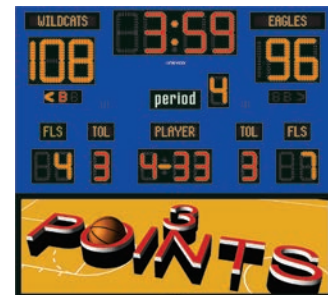 WILDCATS 3:59 EAGLES
108 96
period 4
< B
FLS TOL PLAYER TOL FLS
4 3 4-33 3 7
3
POINTS